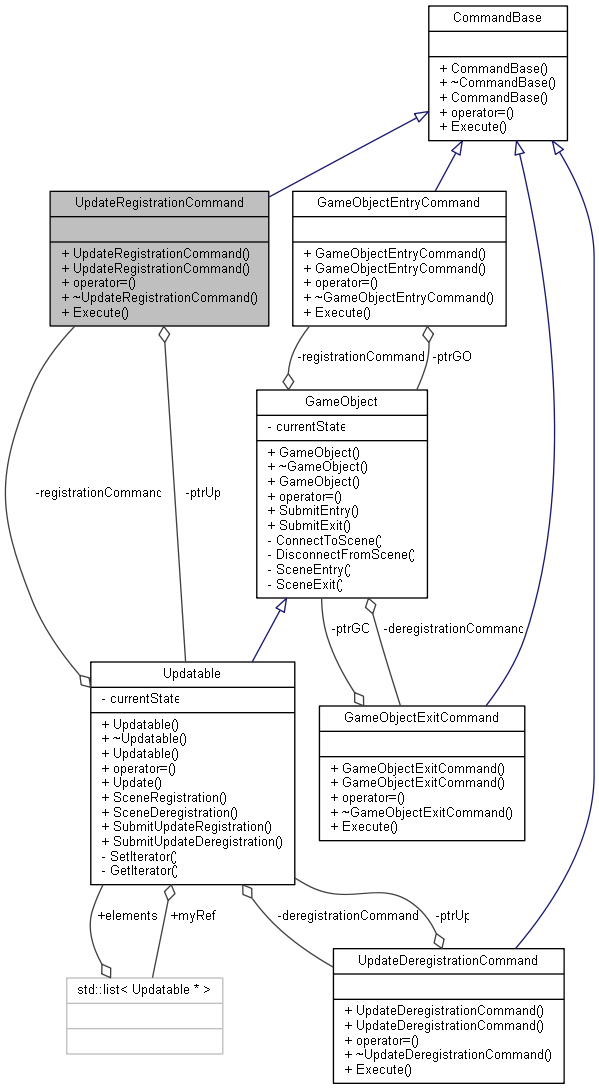 CommandBase
+ CommandBase()
+ ~CommandBase()
+ CommandBase()
+ operator=()
+ Execute()
UpdateRegistrationCommand
+ UpdateRegistrationCommand()
+ UpdateRegistrationCommand()
+ operator=()
+ ~UpdateRegistrationCommand()
+ Execute()
GameObjectEntryCommand
+ GameObjectEntryCommand()
+ GameObjectEntryCommand()
+ operator=()
+ ~GameObjectEntryCommand()
+ Execute()
-registrationCommand
-ptrGO
GameObject
- currentState
+ GameObject()
+ ~GameObject()
+ GameObject()
+ operator=()
+ SubmitEntry()
+ SubmitExit()
- ConnectToScene()
- DisconnectFromScene()
- SceneEntry()
- SceneExit()
-registrationCommand
-ptrUp
-ptrGO
-deregistrationCommand
Updatable
- currentState
+ Updatable()
+ ~Updatable()
+ Updatable()
+ operator=()
+ Update()
+ SceneRegistration()
+ SceneDeregistration()
+ SubmitUpdateRegistration()
+ SubmitUpdateDeregistration()
- SetIterator()
- GetIterator()
GameObjectExitCommand
+ GameObjectExitCommand()
+ GameObjectExitCommand()
+ operator=()
+ ~GameObjectExitCommand()
+ Execute()
+elements
+myRef
-deregistrationCommand
-ptrUp
std::list< Updatable * >
UpdateDeregistrationCommand
+ UpdateDeregistrationCommand()
+ UpdateDeregistrationCommand()
+ operator=()
+ ~UpdateDeregistrationCommand()
+ Execute()